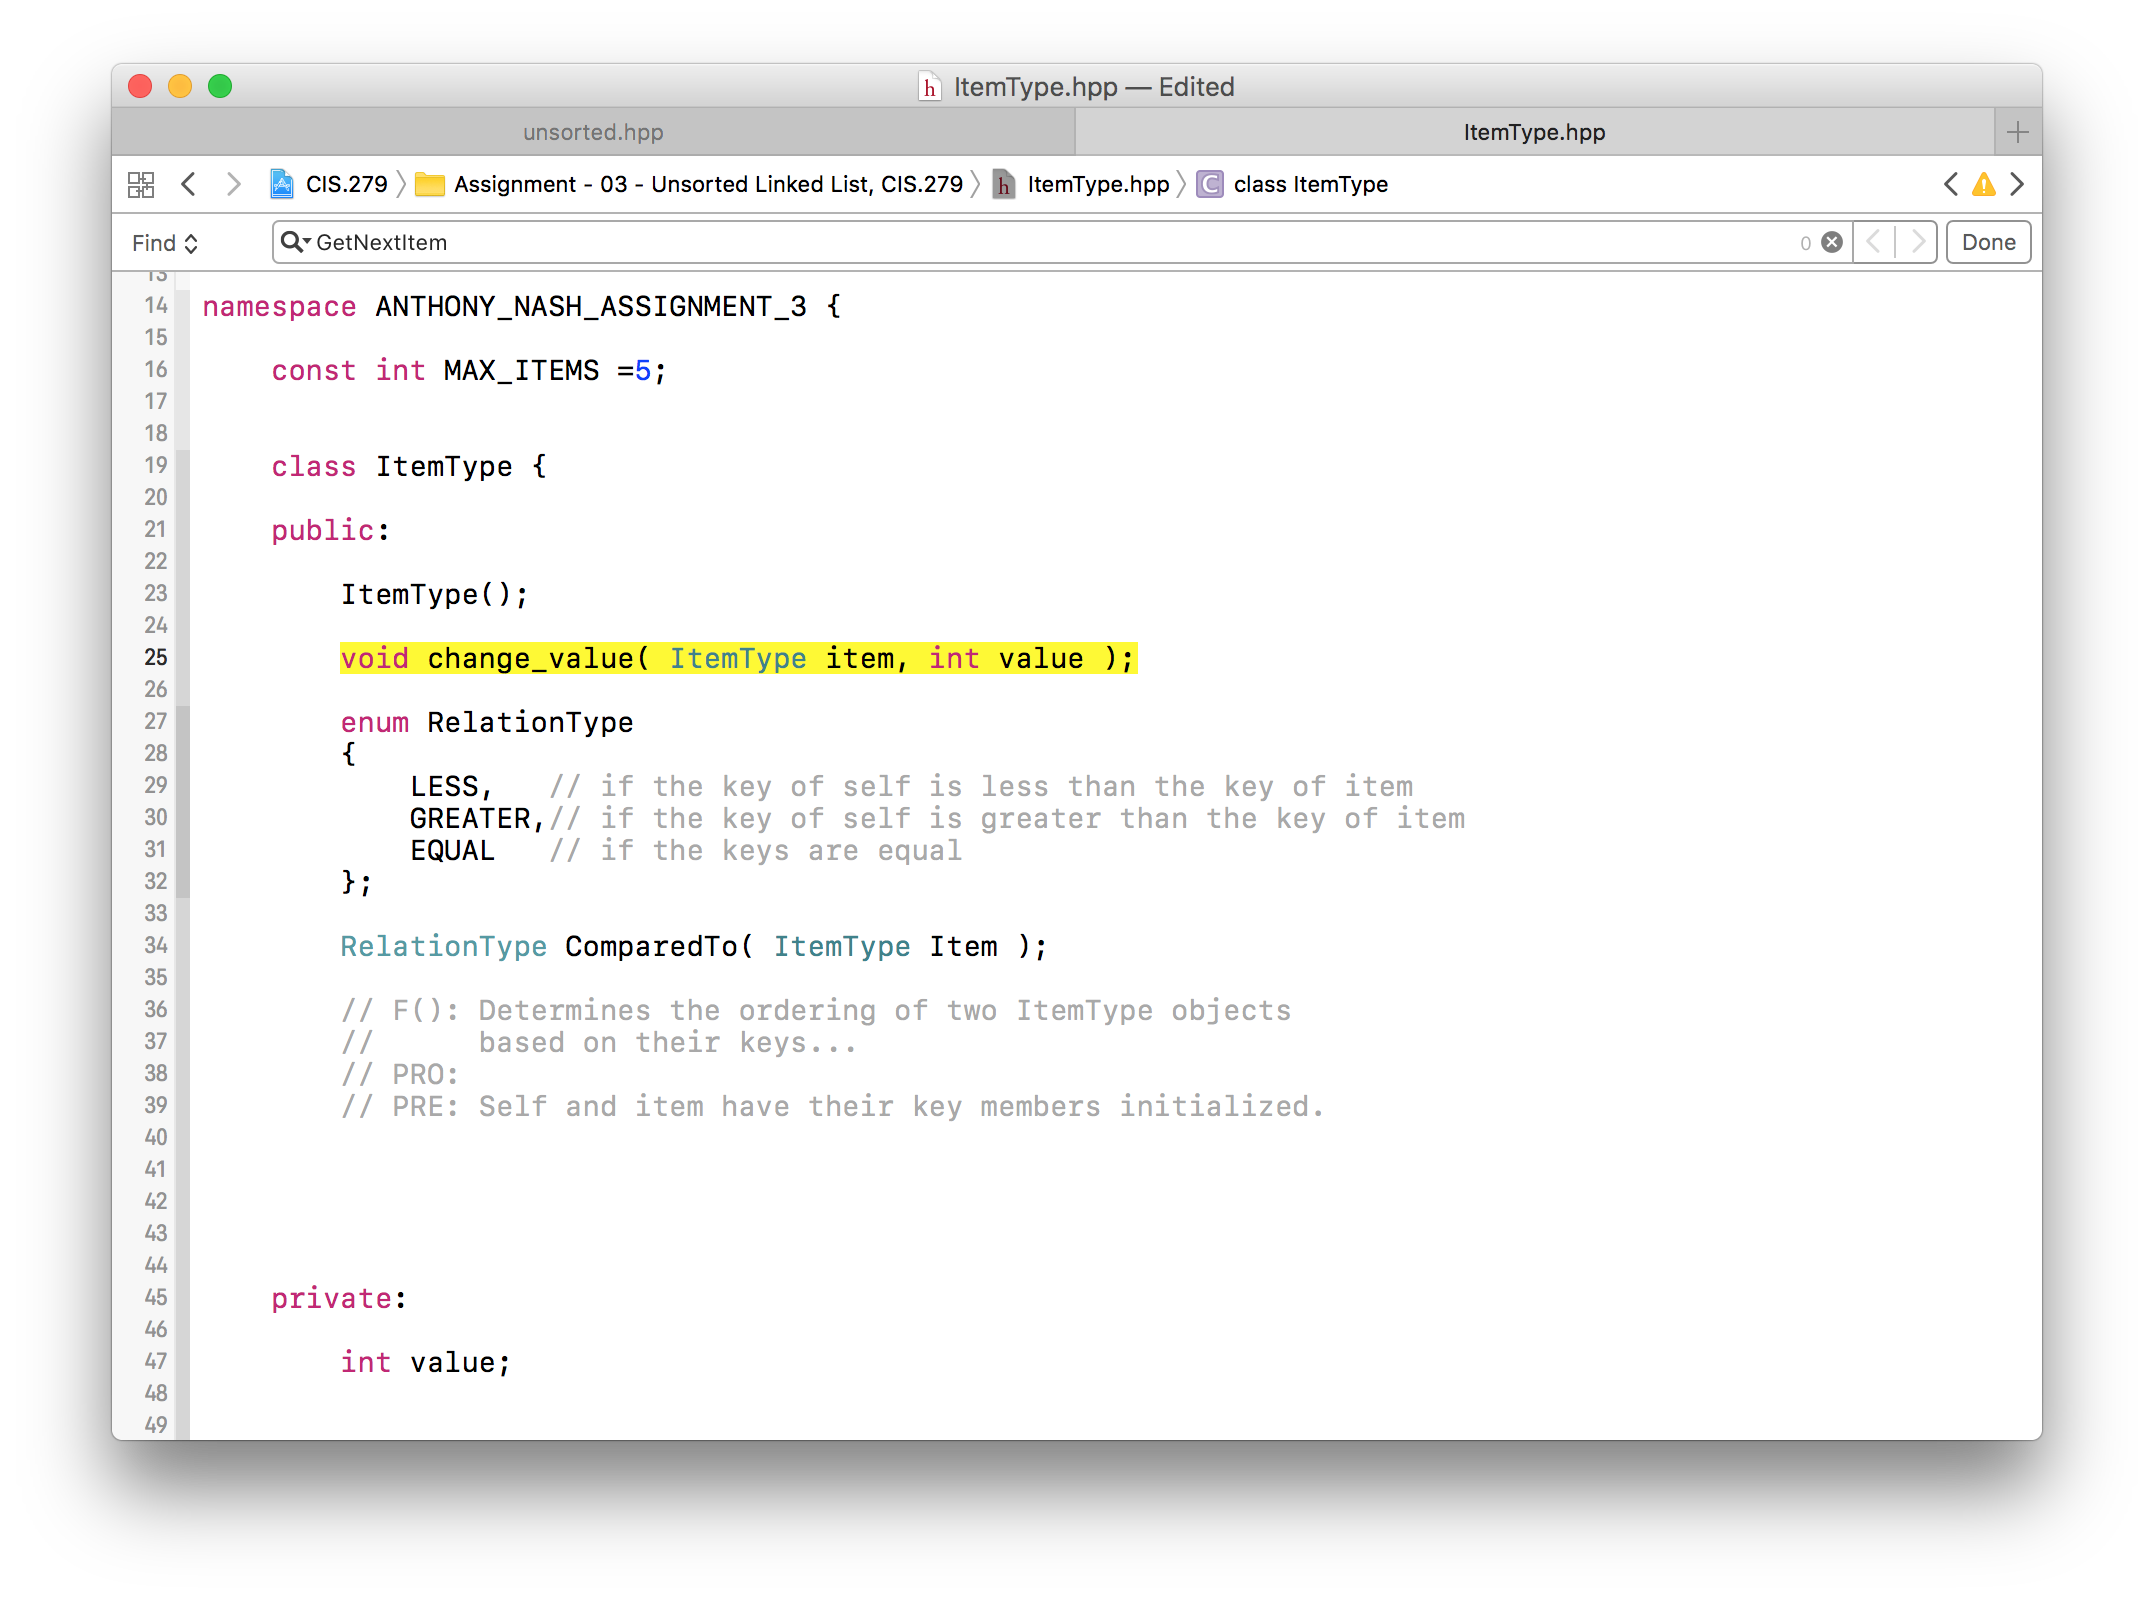 ItemType.hpp — Edited
unsorted.hpp ItemType.hpp
CIS.279 Assignment - 03 - Unsorted Linked List, CIS.279 ItemType.hpp C class ItemType
Find GetNextItem 0 Done
13
14 namespace ANTHONY_NASH_ASSIGNMENT_3 {
15
16 const int MAX_ITEMS =5;
17
18
19 class ItemType {
20
21 public:
22
23 ItemType();
24
25 void change_value( ItemType item, int value );
26
27 enum RelationType
28 {
29 LESS, // if the key of self is less than the key of item
30 GREATER,// if the key of self is greater than the key of item
31 EQUAL // if the keys are equal
32 };
33
34 RelationType ComparedTo( ItemType Item );
35
36 // F(): Determines the ordering of two ItemType objects
37 // based on their keys...
38 // PRO:
39 // PRE: Self and item have their key members initialized.
40
41
42
43
44
45 private:
46
47 int value;
48
49